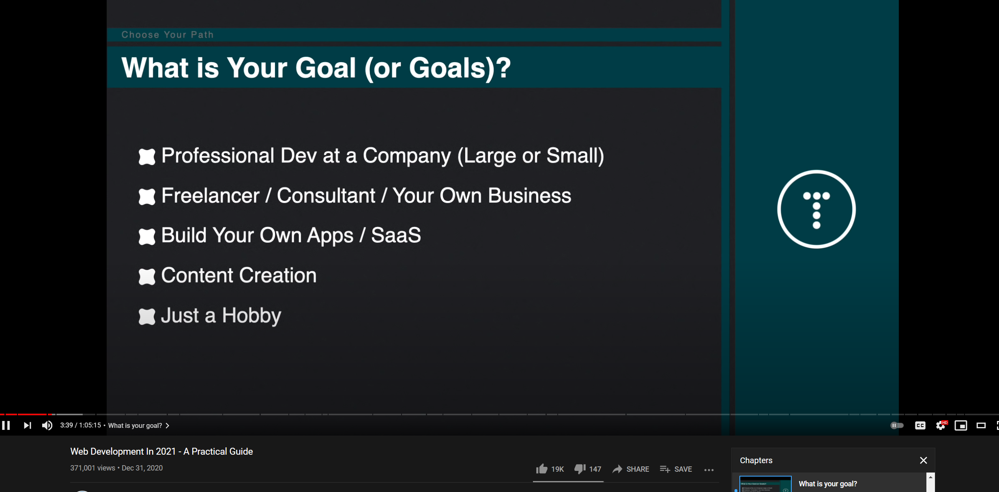 Choose Your Path
What is Your Goal (or Goals)?
Professional Dev at a Company (Large or Small)
Freelancer / Consultant / Your Own Business
Build Your Own Apps / SaaS
Content Creation
Just a Hobby
T
3:39 / 1:05:15 • What is your goal?
CC HD
Web Development In 2021 - A Practical Guide
371,001 views • Dec 31, 2020
19K 147 SHARE SAVE
Chapters
What is your goal?